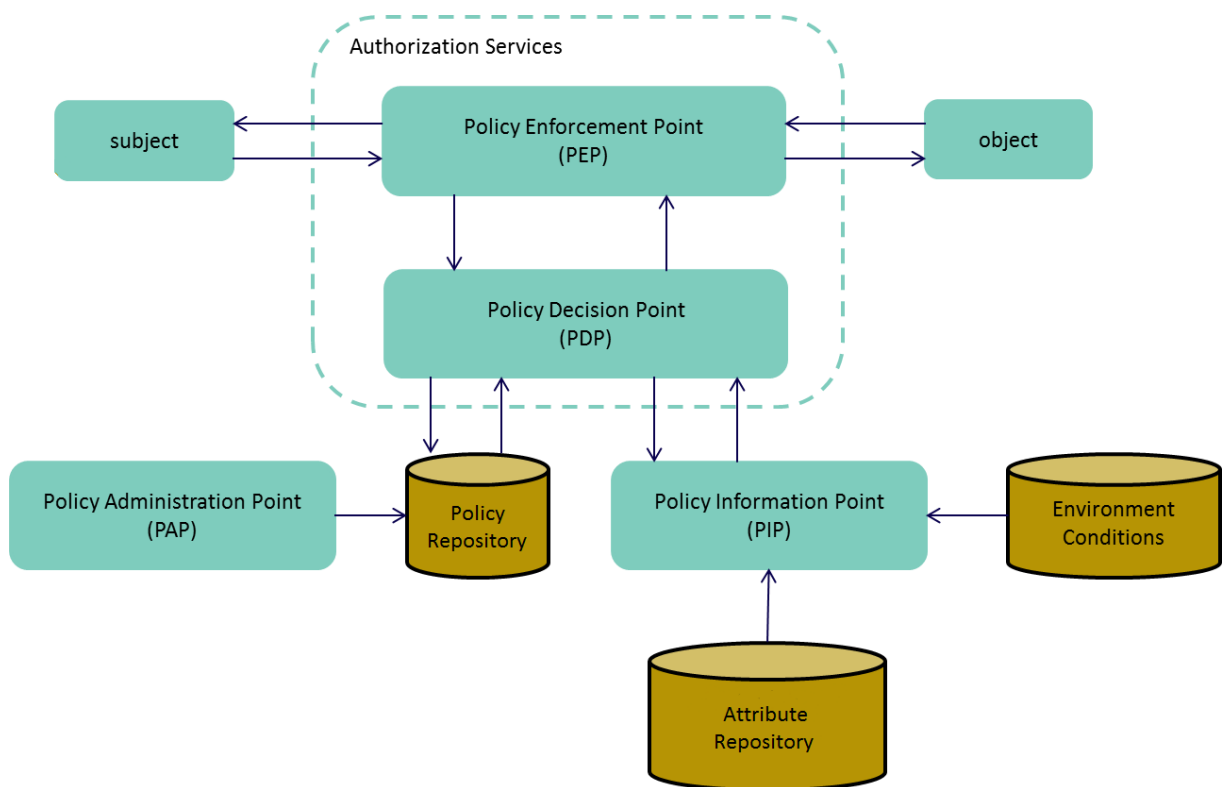 Authorization Services
subject
Policy Enforcement Point
(PEP)
object
Policy Decision Point
(PDP)
Policy Administration Point
(PAP)
Policy
Repository
Policy Information Point
(PIP)
Environment
Conditions
Attribute
Repository